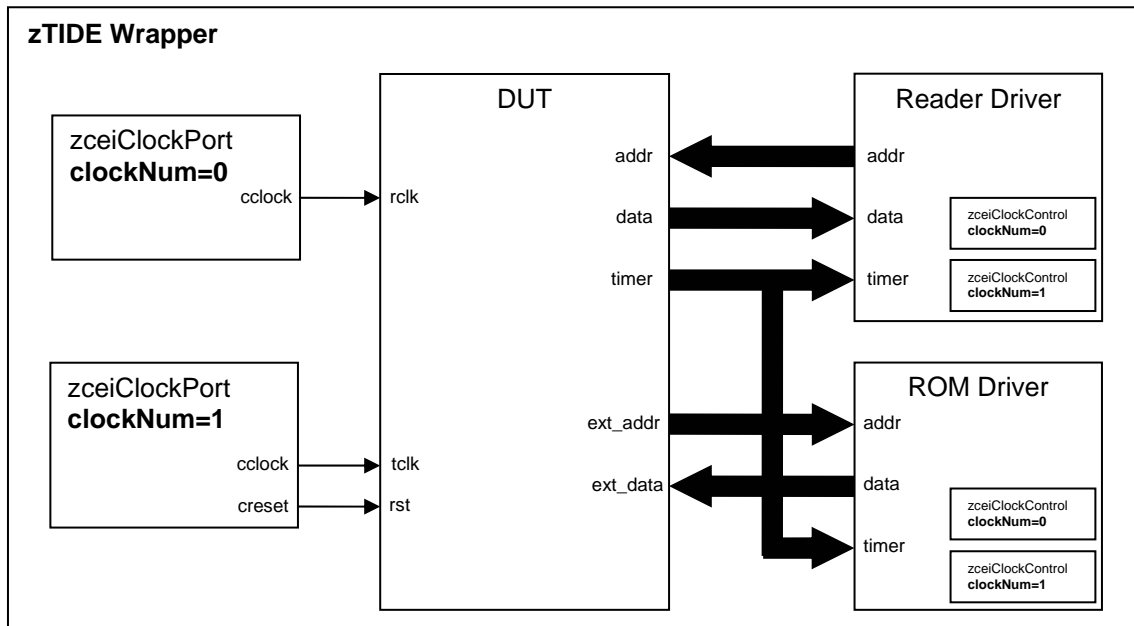 zTIDE Wrapper
zceiClockPort
clockNum=0
cclock
zceiClockPort
clockNum=1
cclock
creset
DUT
rclk
tclk
rst
addr
data
timer
ext_addr
ext_data
Reader Driver
addr
data
timer
zceiClockControl
clockNum=0
zceiClockControl
clockNum=1
ROM Driver
addr
data
timer
zceiClockControl
clockNum=0
zceiClockControl
clockNum=1